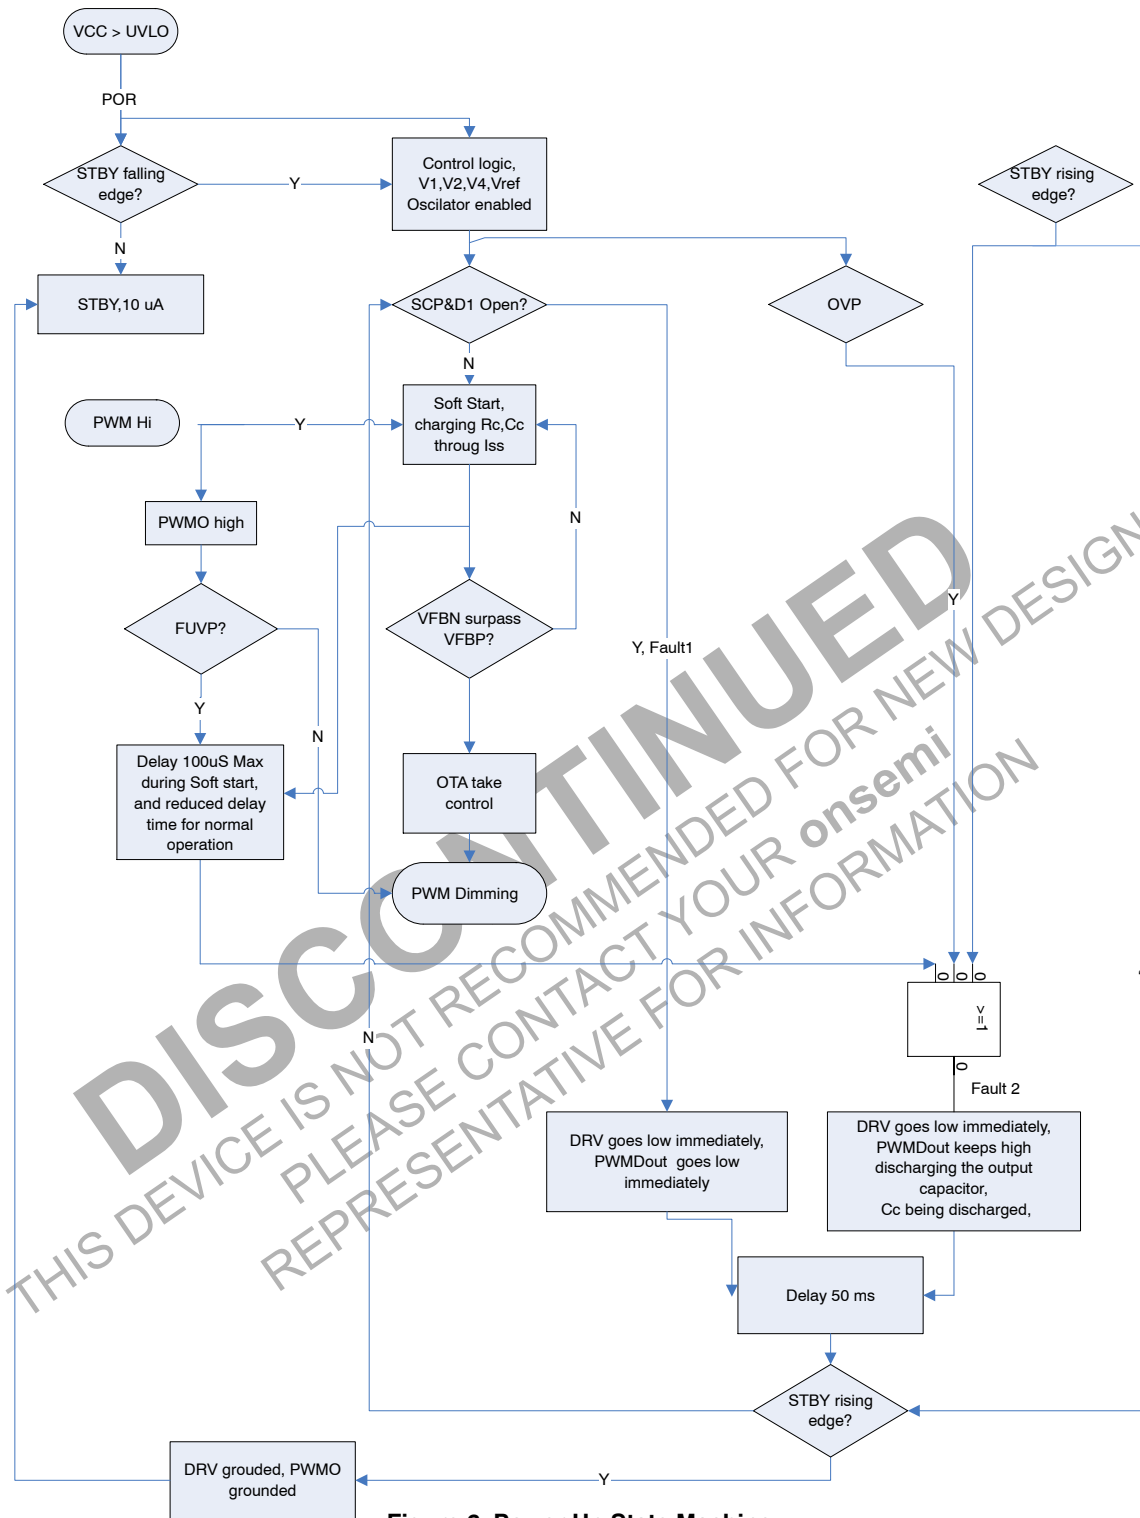 VCC > UVLO
POR
STBY falling
edge?
Y
Control logic,
V1,V2,V4,Vref
Oscilator enabled
STBY rising
edge?
N
STBY,10 uA
SCP&D1 Open?
OVP
N
PWM Hi
Y
Soft Start,
charging Rc,Cc
throug Iss
PWMO high
N
FUVP?
VFBN surpass
VFBP?
Y
Y, Fault1
Y
N
Delay 100uS Max
during Soft start,
and reduced delay
time for normal
operation
OTA take
control
PWM Dimming
0
0
0
>=1
0
N
Fault 2
DRV goes low immediately,
PWMDout goes low
immediately
DRV goes low immediately,
PWMDout keeps high
discharging the output
capacitor,
Cc being discharged,
Delay 50 ms
STBY rising
edge?
DRV grouded, PWMO
grounded
Y
DISCONTINUED
THIS DEVICE IS NOT RECOMMENDED FOR NEW DESIGN
PLEASE CONTACT YOUR onsemi
REPRESENTATIVE FOR INFORMATION